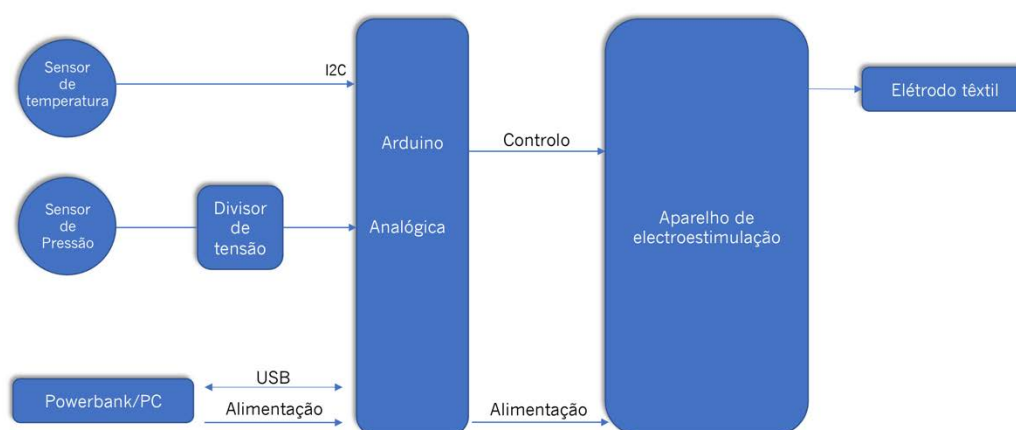 Sensor
de
temperatura
I2C
Arduino
Controlo
Elétrodo têxtil
Sensor
de
Pressão
Divisor
de
tensão
Analógica
Aparelho de
electroestimulação
Powerbank/PC
USB
Alimentação
Alimentação